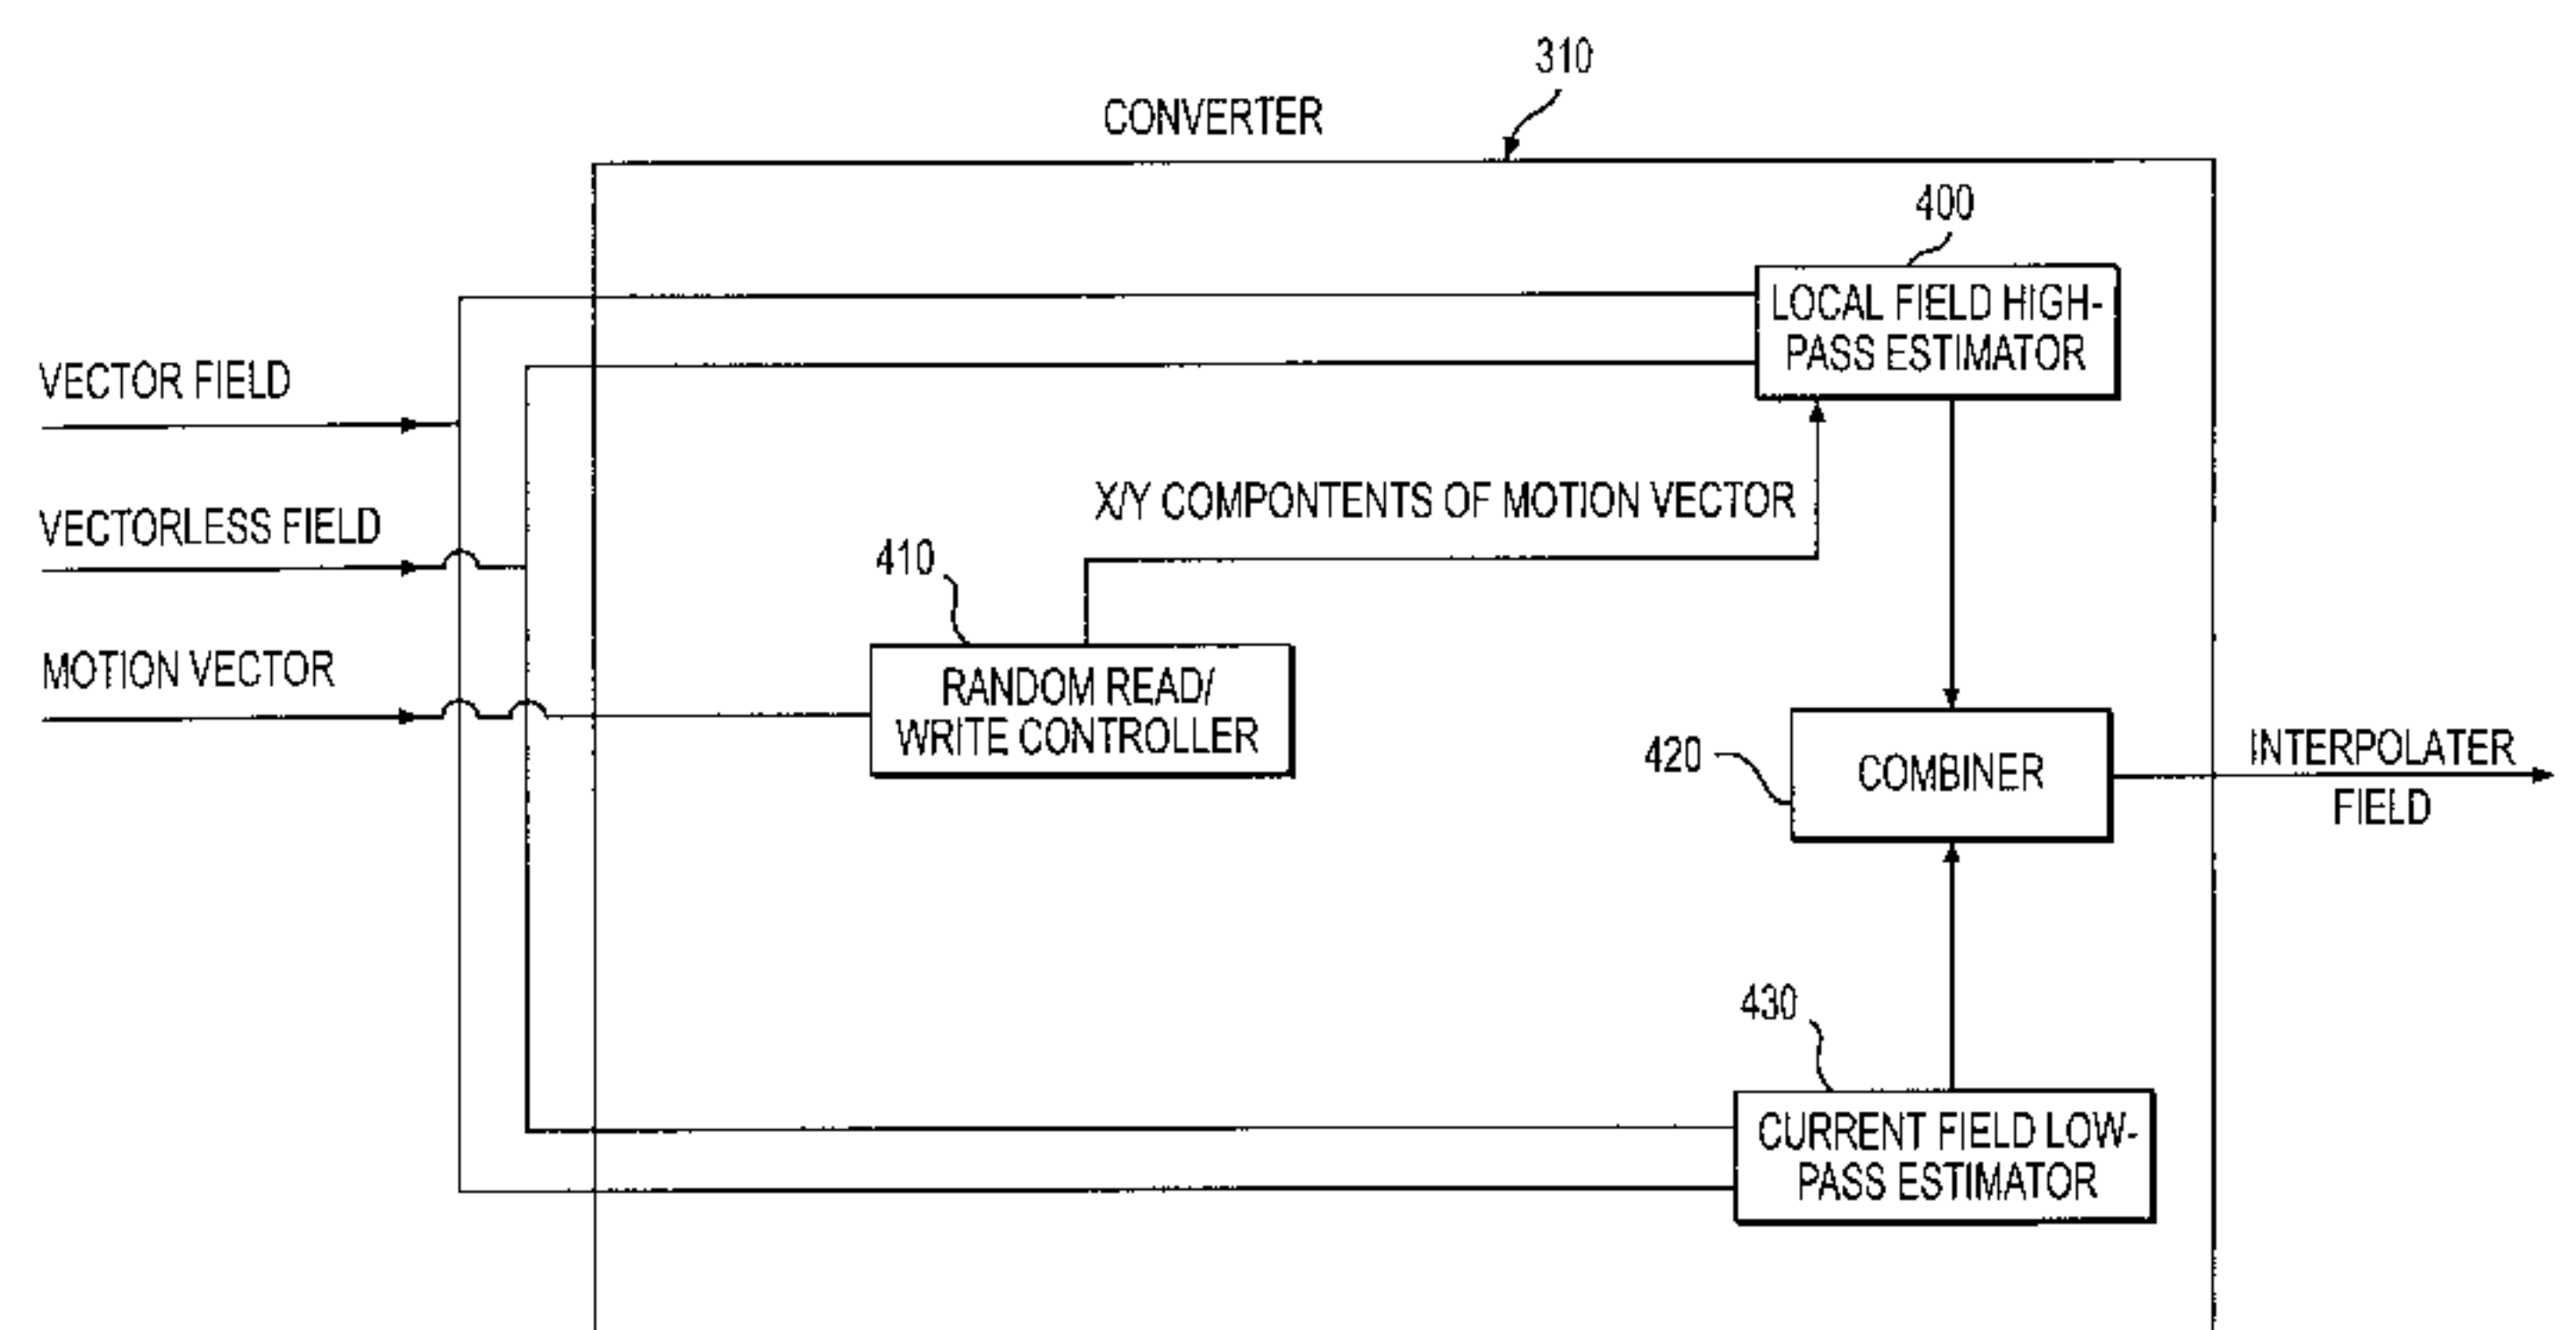 310
CONVERTER
400
LOCAL FIELD HIGH-
PASS ESTIMATOR
VECTOR FIELD
X/Y COMPONTENTS OF MOTION VECTOR
VECTORLESS FIELD
410
MOTION VECTOR
RANDOM READ/
WRITE CONTROLLER
420
COMBINER
INTERPOLATER
FIELD
430
CURRENT FIELD LOW-
PASS ESTIMATOR